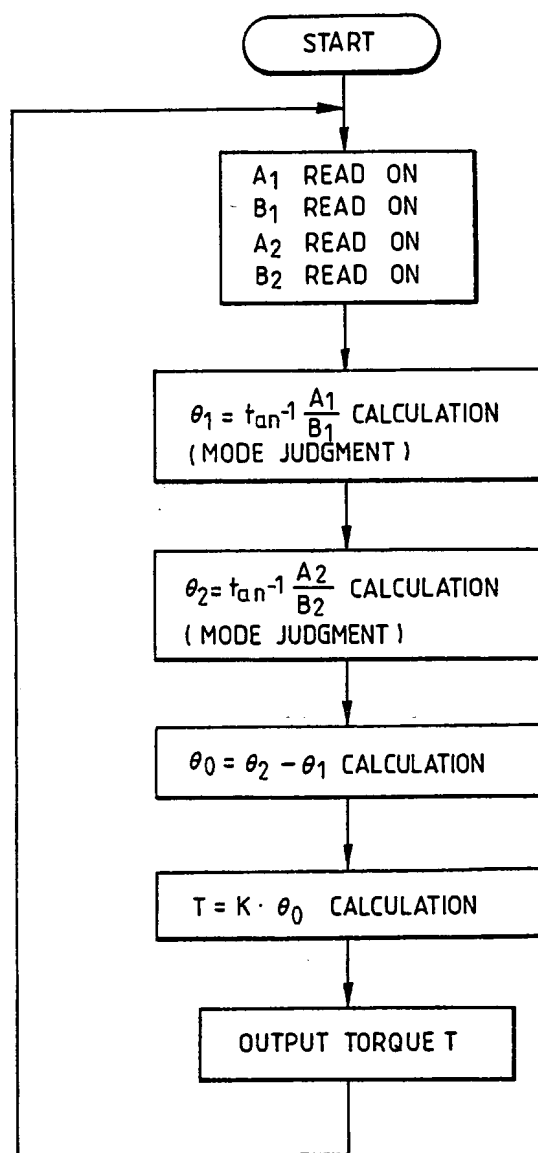 START
A₁ READ ON
B₁ READ ON
A₂ READ ON
B₂ READ ON
θ₁ = tan⁻¹ A₁/B₁ CALCULATION
(MODE JUDGMENT)
θ₂ = tan⁻¹ A₂/B₂ CALCULATION
(MODE JUDGMENT)
θ₀ = θ₂ − θ₁ CALCULATION
T = K · θ₀ CALCULATION
OUTPUT TORQUE T